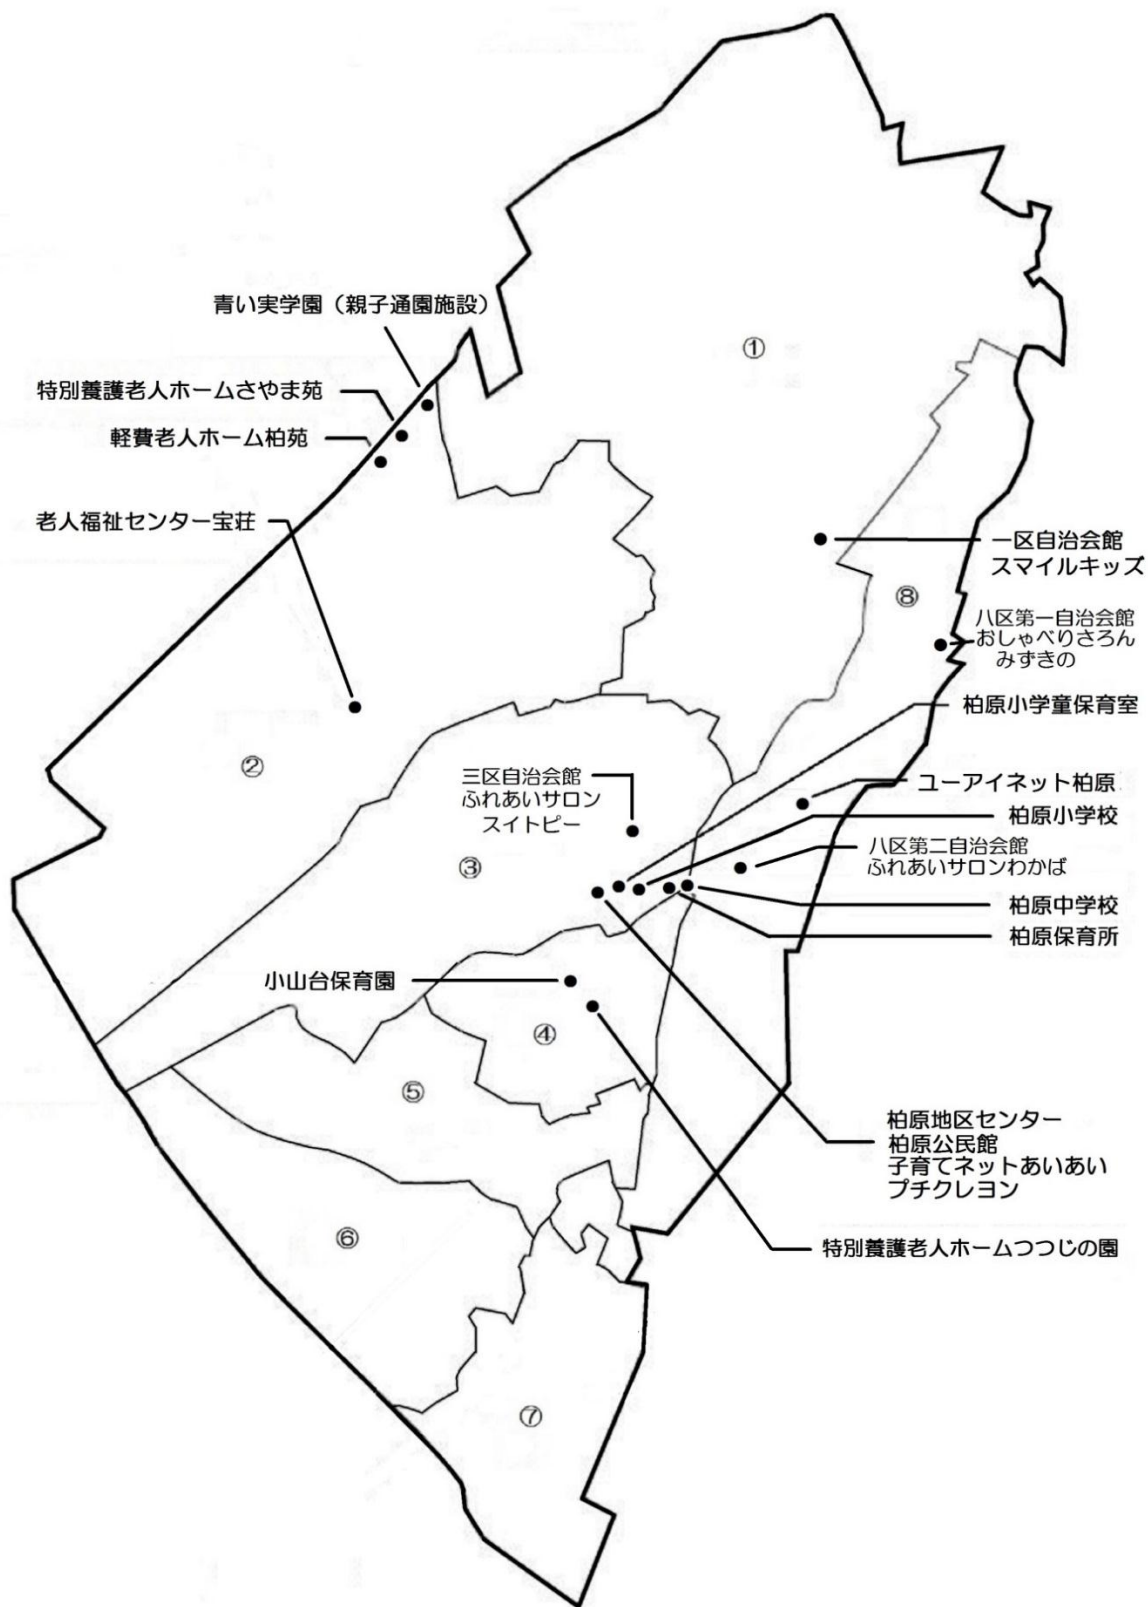 青い実学園（親子通園施設）
①
特別養護老人ホームさやま苑
軽費老人ホーム柏苑
老人福祉センター宝荘
一区自治会館
スマイルキッズ
⑧
八区第一自治会館
おしゃべりさろん
みずきの
柏原小学童保育室
②
三区自治会館
ふれあいサロン
スイトピー
ユーアイネット柏原
柏原小学校
八区第二自治会館
ふれあいサロンわかば
③
柏原中学校
柏原保育所
小山台保育園
④
⑤
柏原地区センター
柏原公民館
子育てネットあいあい
プチクレヨン
⑥
特別養護老人ホームつつじの園
⑦